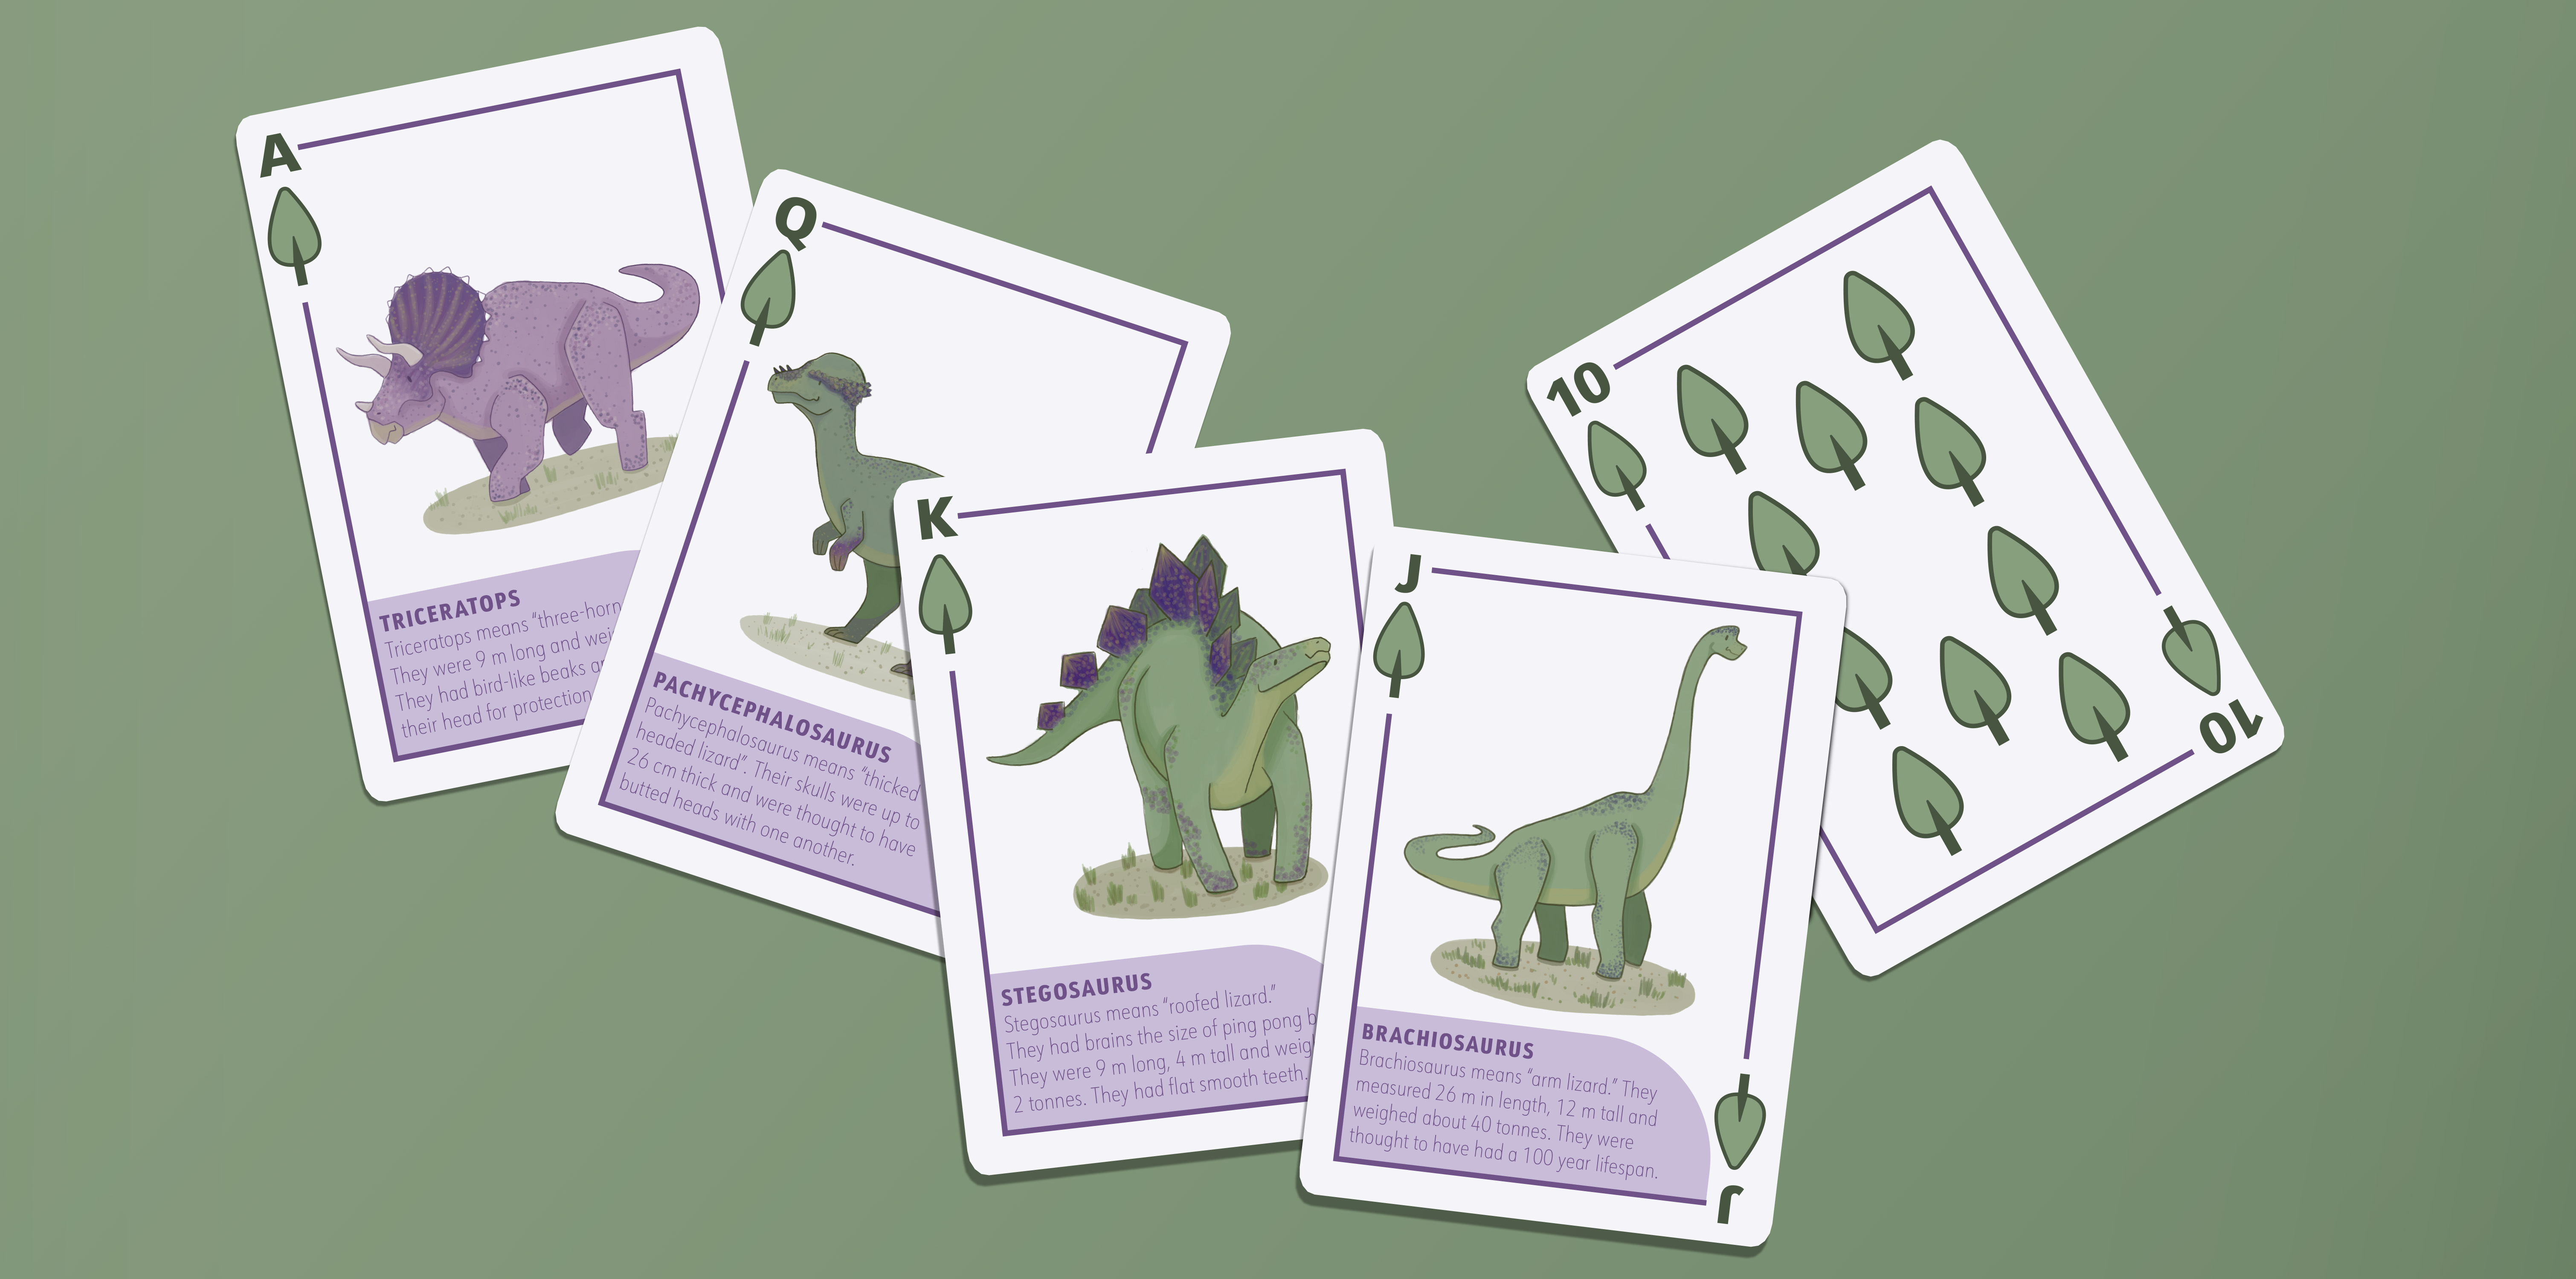 A
TRICERATOPS
Triceratops means "three-horn
They were 9 m long and
They had bird-like beaks
their head for protection
Q
PACHYCEPHALOSAURUS
Pachycephalosaurus means "thicked
headed lizard". Their skulls were up to
26 cm thick and were thought to have
butted heads with one another.
K
STEGOSAURUS
Stegosaurus means "roofed lizard."
They had brains the size of ping pong
They were 9 m long, 4 m tall and
2 tonnes. They had flat smooth teeth.
J
BRACHIOSAURUS
Brachiosaurus means "arm lizard." They
measured 26 m in length, 12 m tall and
weighed about 40 tonnes. They were
thought to have had a 100 year lifespan.
J
10
10